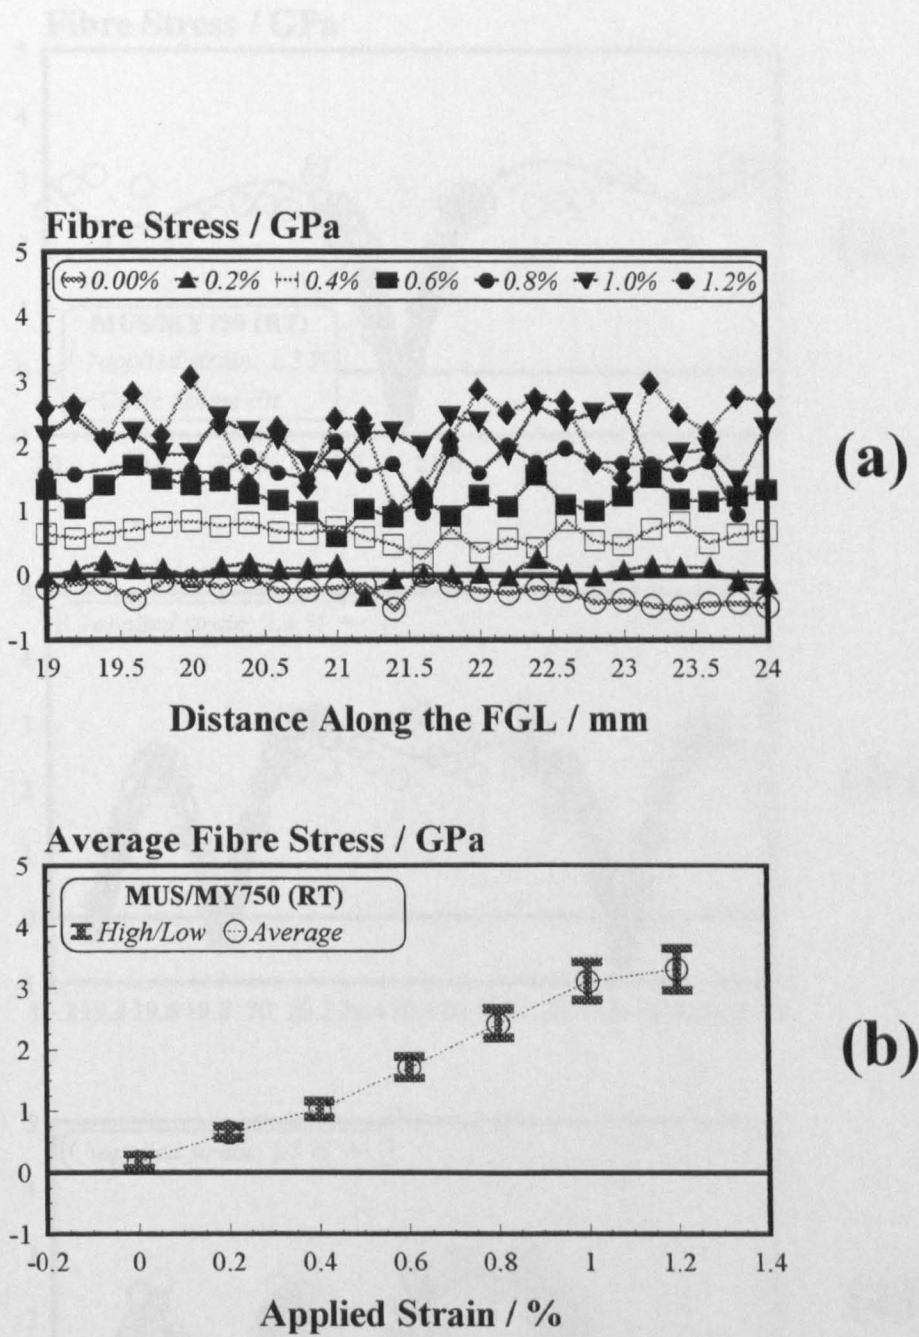 Fibre Stress / GPa
5
0.00% 0.2% 0.4% 0.6% 0.8% 1.0% 1.2%
4
3
2
1
0
-1
19 19.5 20 20.5 21 21.5 22 22.5 23 23.5 24
Distance Along the FGL / mm
(a)
Average Fibre Stress / GPa
5
MUS/MY750 (RT)
High/Low Average
4
3
2
1
0
-1
-0.2 0 0.2 0.4 0.6 0.8 1 1.2 1.4
Applied Strain / %
(b)